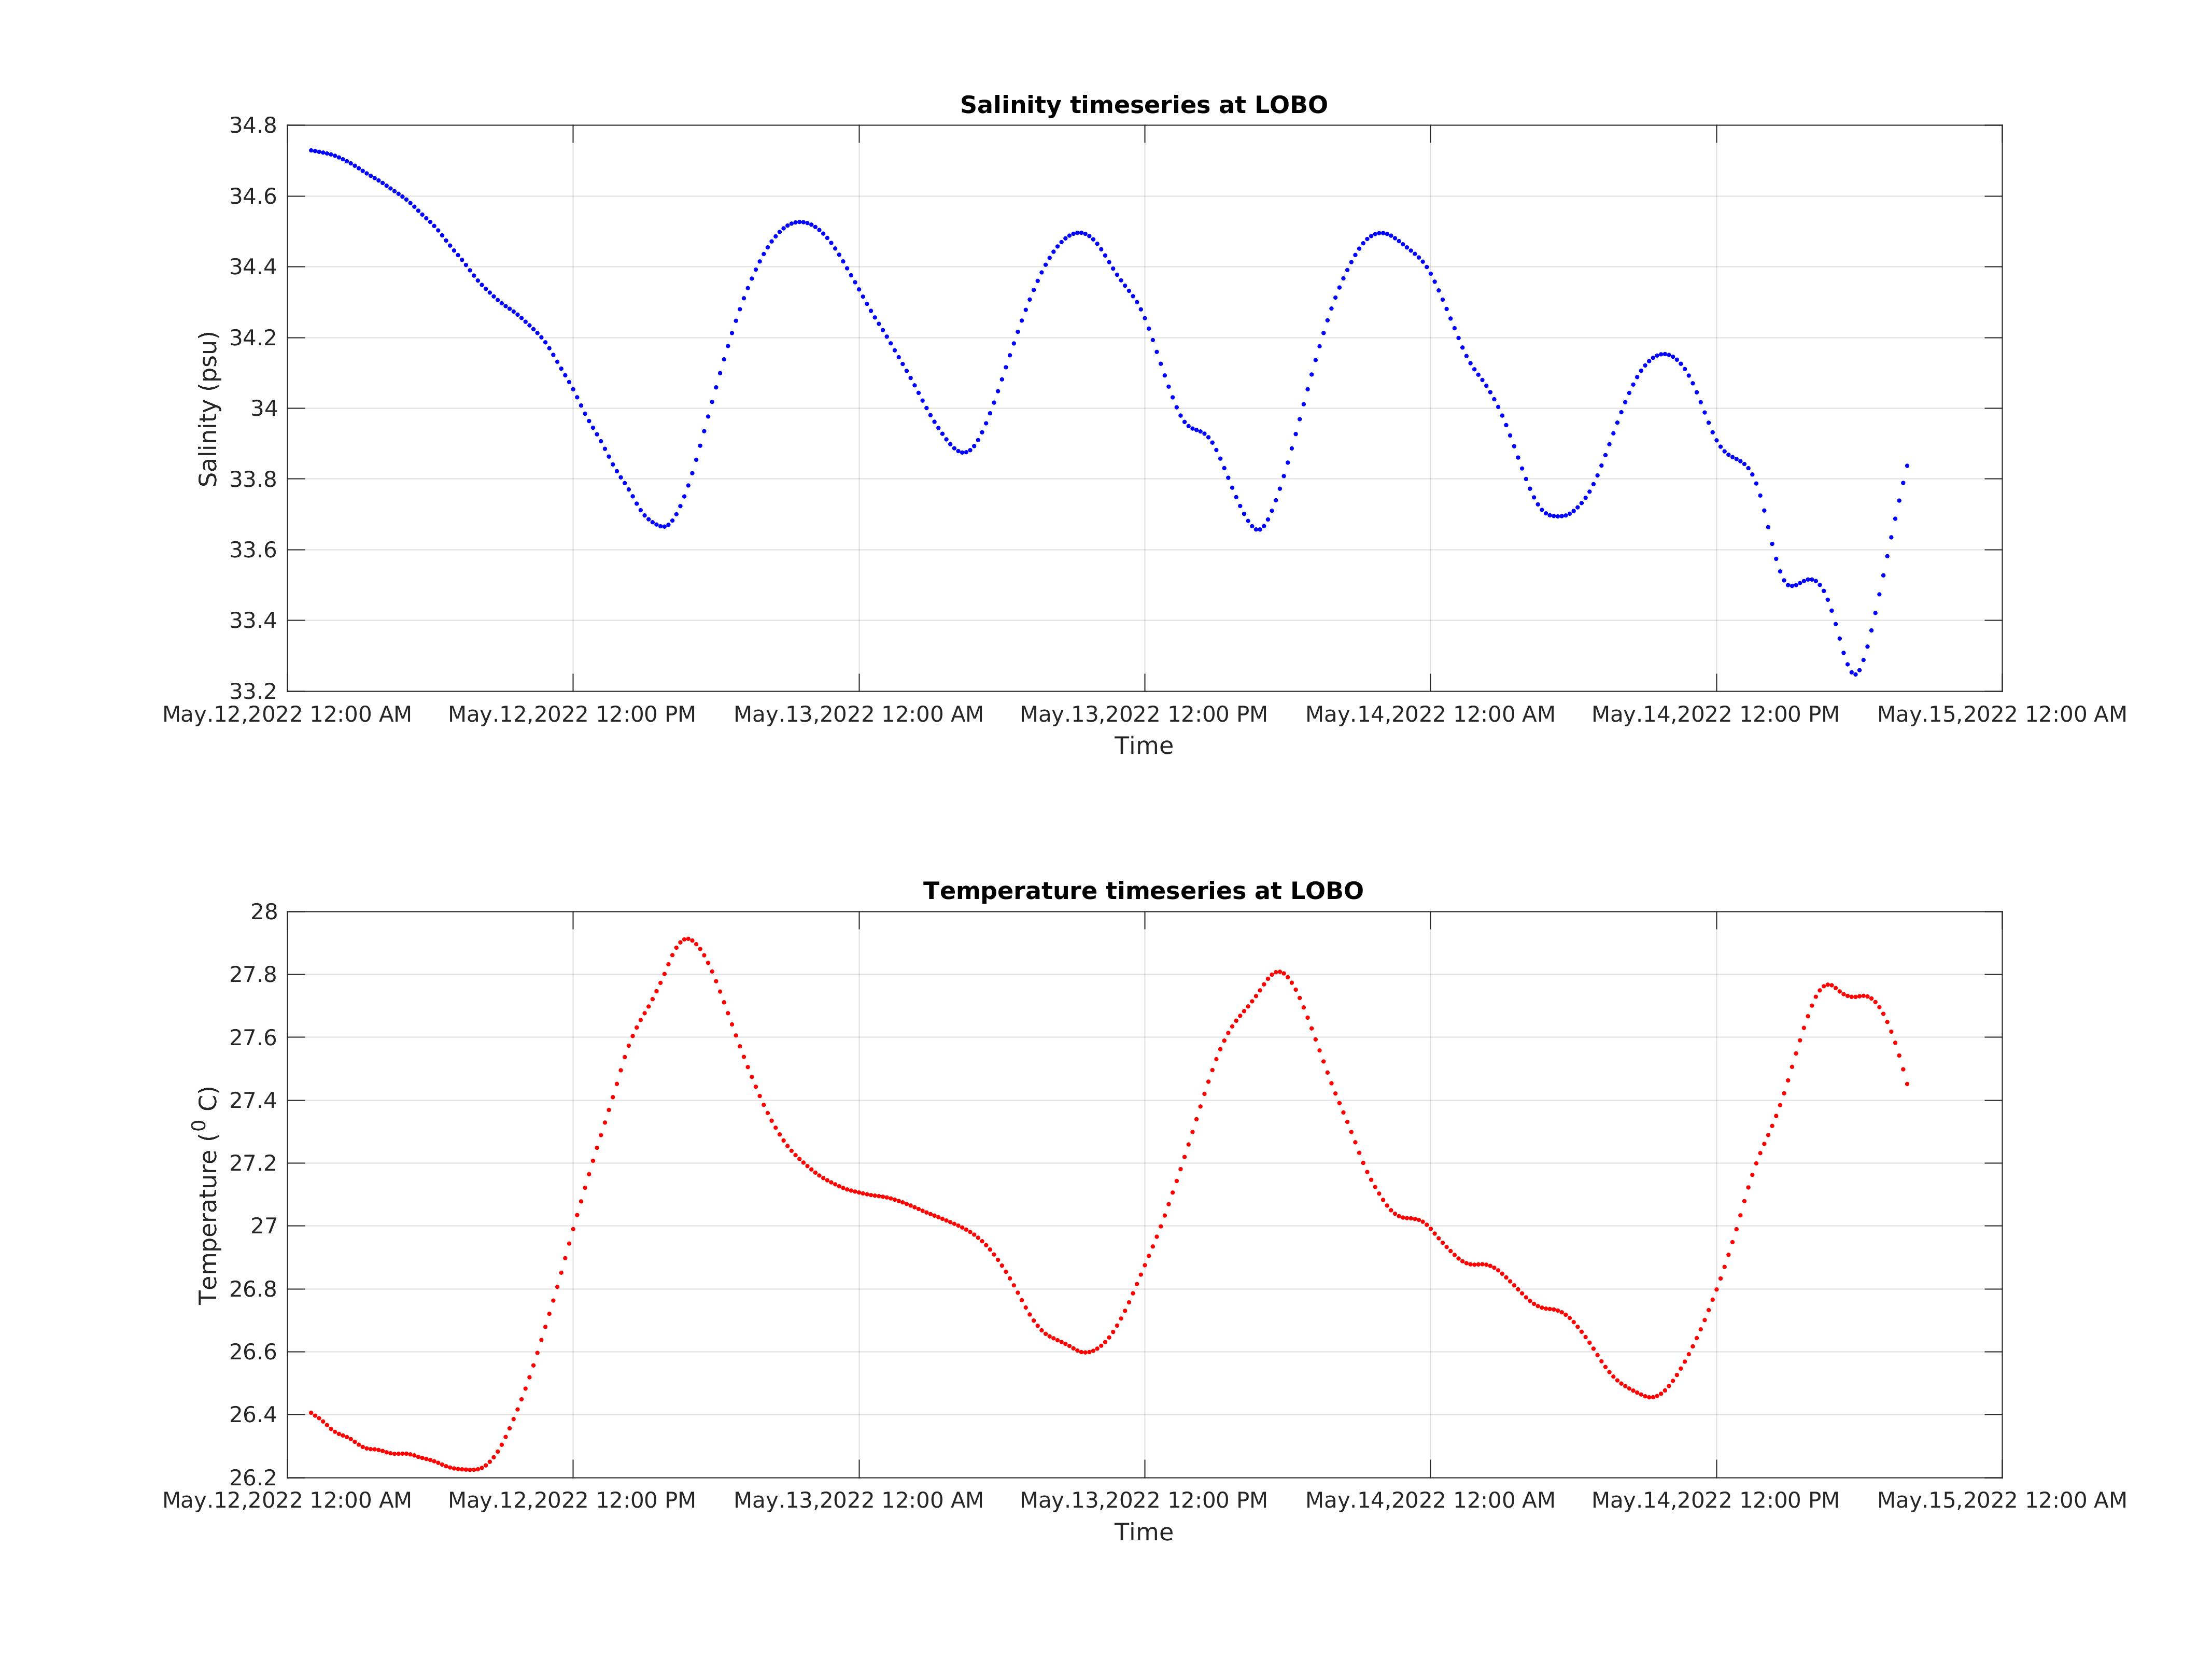 Salinity timeseries at LOBO
34.8
34.6
34.4
34.2
34
33.8
33.6
33.4
33.2
Salinity (psu)
May.12,2022 12:00 AM May.12,2022 12:00 PM May.13,2022 12:00 AM May.13,2022 12:00 PM May.14,2022 12:00 AM May.14,2022 12:00 PM May.15,2022 12:00 AM
Time
Temperature timeseries at LOBO
28
27.8
27.6
27.4
27.2
27
26.8
26.6
26.4
26.2
Temperature (⁰ C)
May.12,2022 12:00 AM May.12,2022 12:00 PM May.13,2022 12:00 AM May.13,2022 12:00 PM May.14,2022 12:00 AM May.14,2022 12:00 PM May.15,2022 12:00 AM
Time